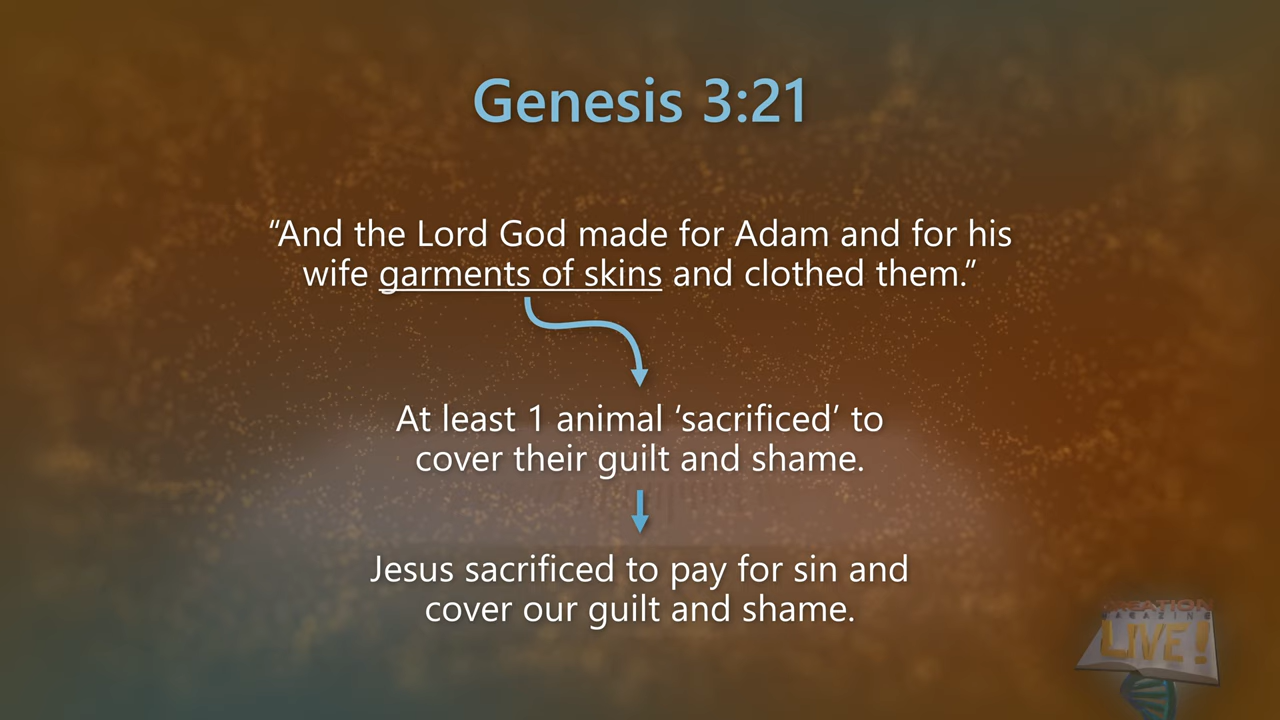 Genesis 3:21
“And the Lord God made for Adam and for his
wife garments of skins and clothed them.”
At least 1 animal ‘sacrificed’ to
cover their guilt and shame.
Jesus sacrificed to pay for sin and
cover our guilt and shame.
CREATION
MAGAZINE
LIVE!